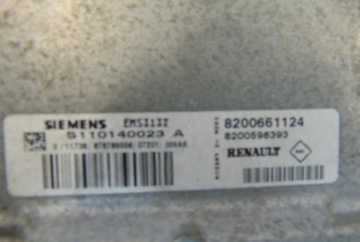 SIEMENS EMS3132
S110140023 A
8200661124
8200598393
RENAULT